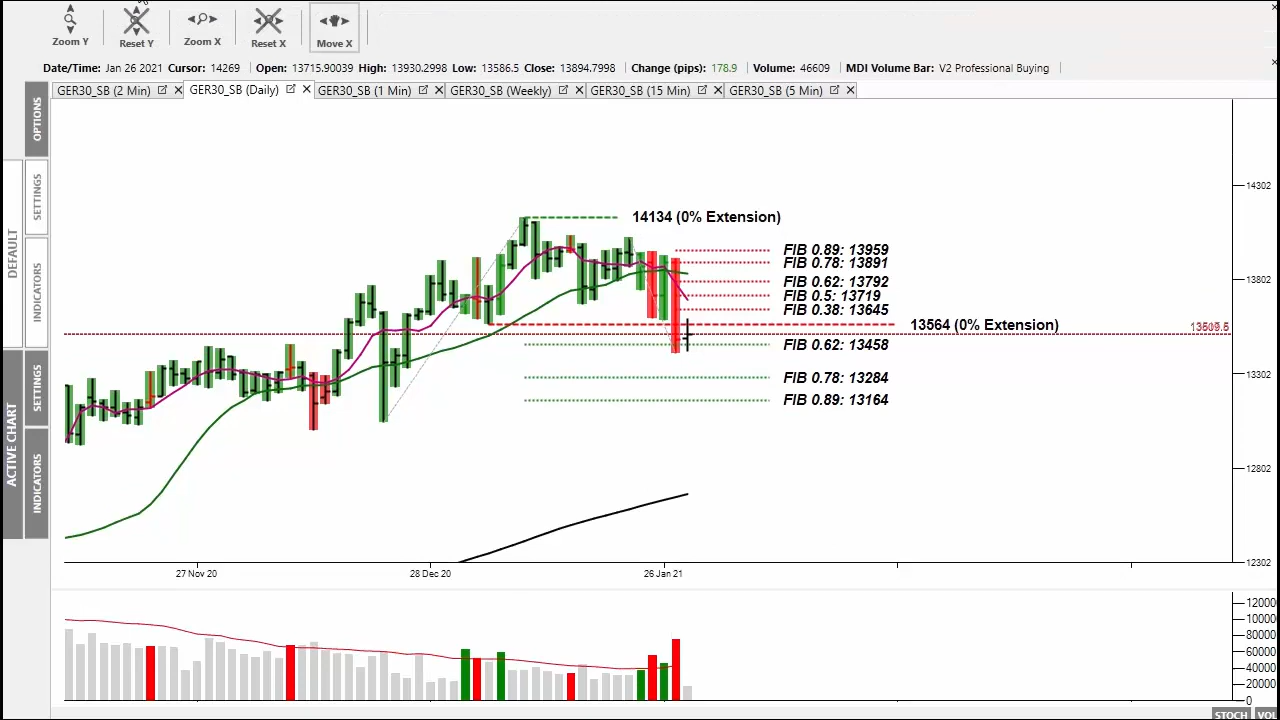 Zoom Y Reset Y Zoom X Reset X Move X
Date/Time: Jan 26 2021 Cursor: 14269 Open: 13715.90039 High: 13930.2998 Low: 13586.5 Close: 13894.7998 Change (pips): 178.9 Volume: 46609 MDI Volume Bar: V2 Professional Buying
GER30_SB (2 Min) GER30_SB (Daily) GER30_SB (1 Min) GER30_SB (Weekly) GER30_SB (15 Min) GER30_SB (5 Min)
OPTIONS
DEFAULT
SETTINGS
INDICATORS
ACTIVE CHART
SETTINGS
INDICATORS
14302
14134 (0% Extension)
FIB 0.89: 13959
FIB 0.78: 13891
13802
FIB 0.62: 13792
FIB 0.5: 13719
FIB 0.38: 13645
13564 (0% Extension)
13509.5
FIB 0.62: 13458
13302
FIB 0.78: 13284
FIB 0.89: 13164
12802
12302
27 Nov 20 28 Dec 20 26 Jan 21
12000
10000
80000
60000
40000
20000
0
STOCH VOL